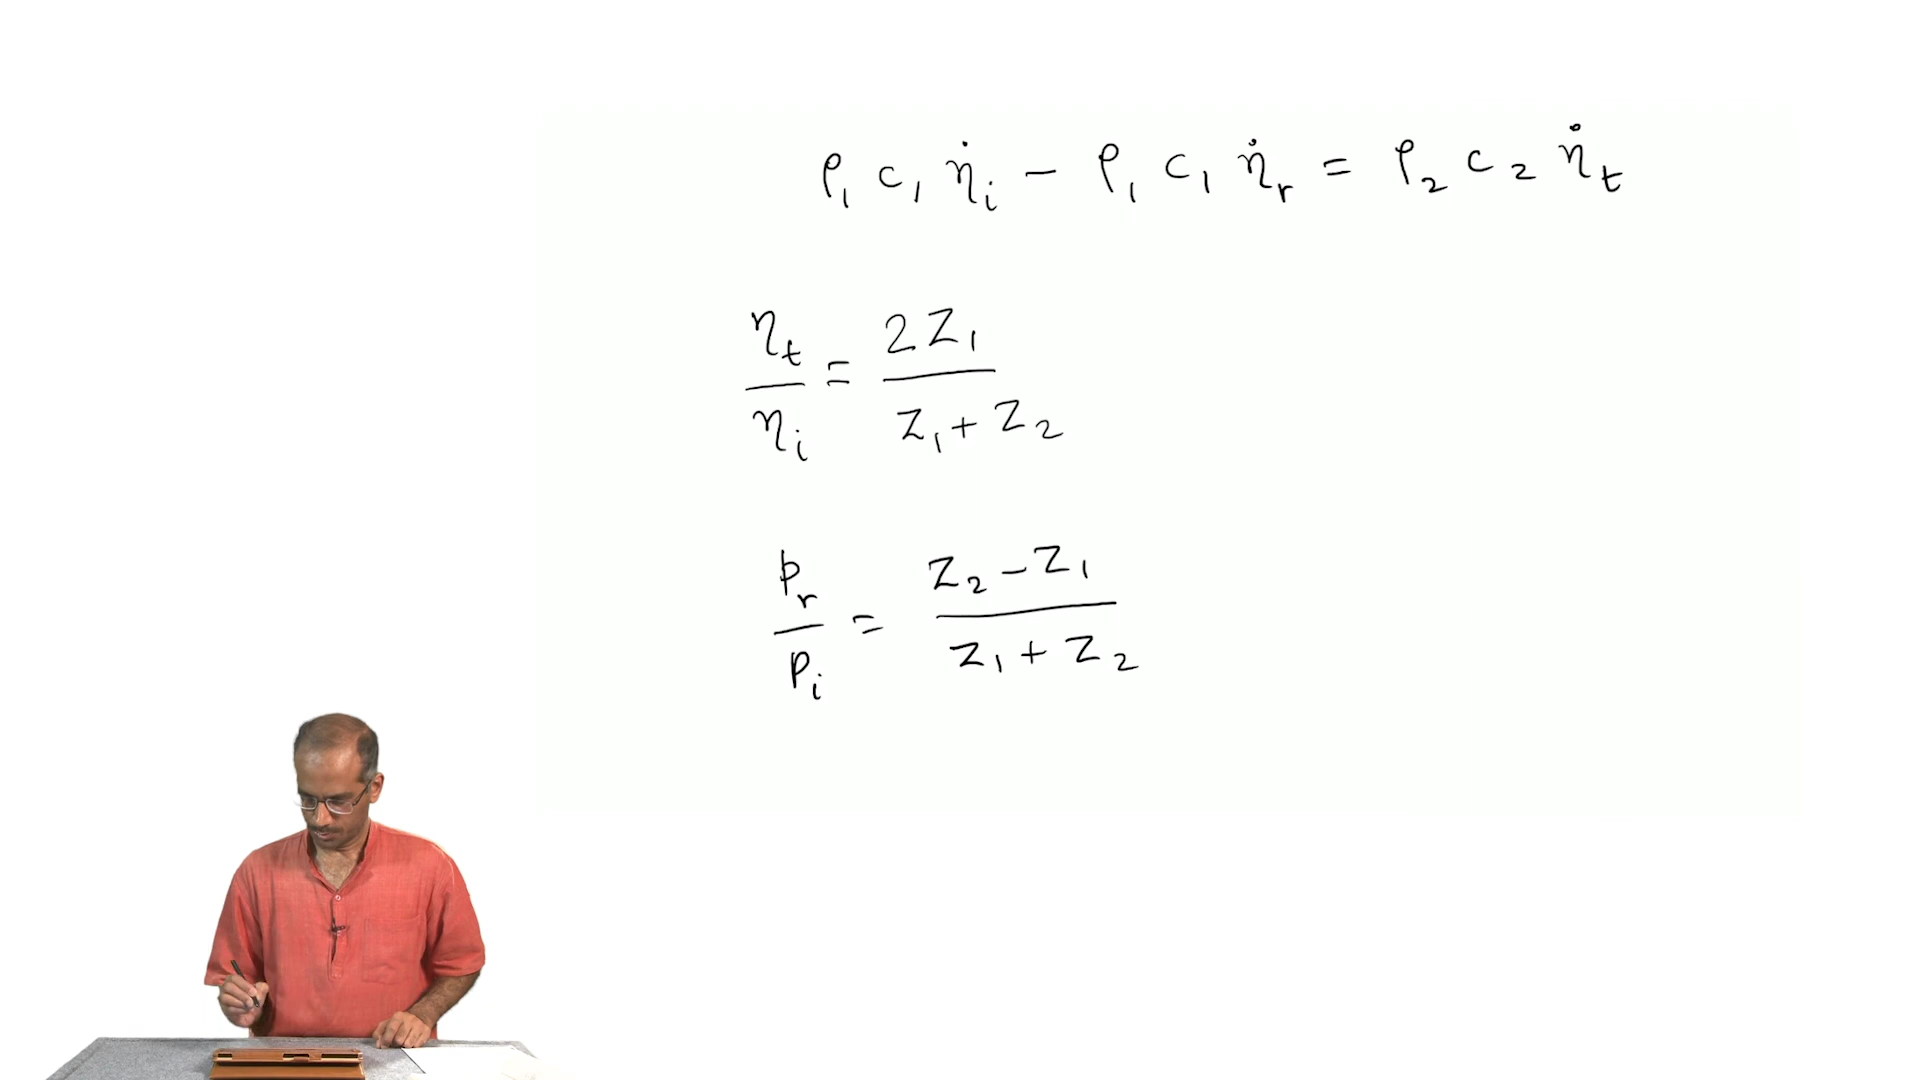 ρ₁ c₁ η̇ᵢ − ρ₁ c₁ η̇ᵣ = ρ₂ c₂ η̇ₜ
ηₜ/ηᵢ = 2Z₁/(Z₁+Z₂)
pᵣ/pᵢ = (Z₂−Z₁)/(Z₁+Z₂)